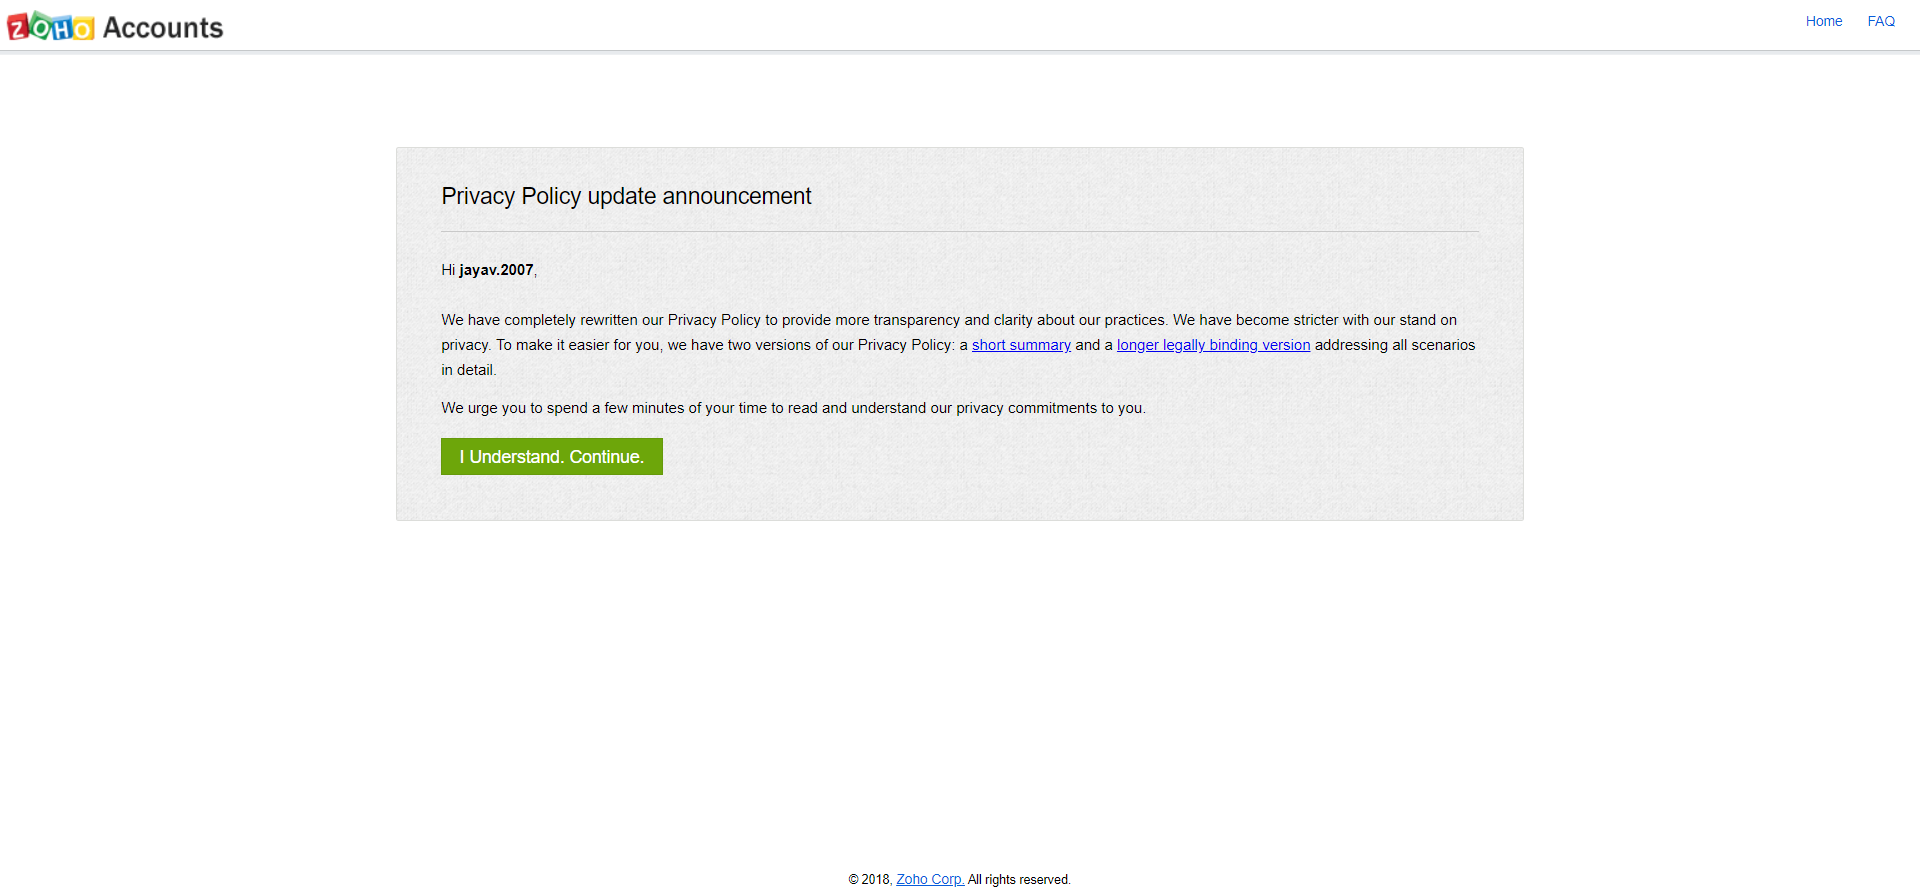 ZOHO Accounts
Home FAQ
Privacy Policy update announcement
Hi jayav.2007,
We have completely rewritten our Privacy Policy to provide more transparency and clarity about our practices. We have become stricter with our stand on
privacy. To make it easier for you, we have two versions of our Privacy Policy: a short summary and a longer legally binding version addressing all scenarios
in detail.
We urge you to spend a few minutes of your time to read and understand our privacy commitments to you.
I Understand. Continue.
© 2018, Zoho Corp. All rights reserved.